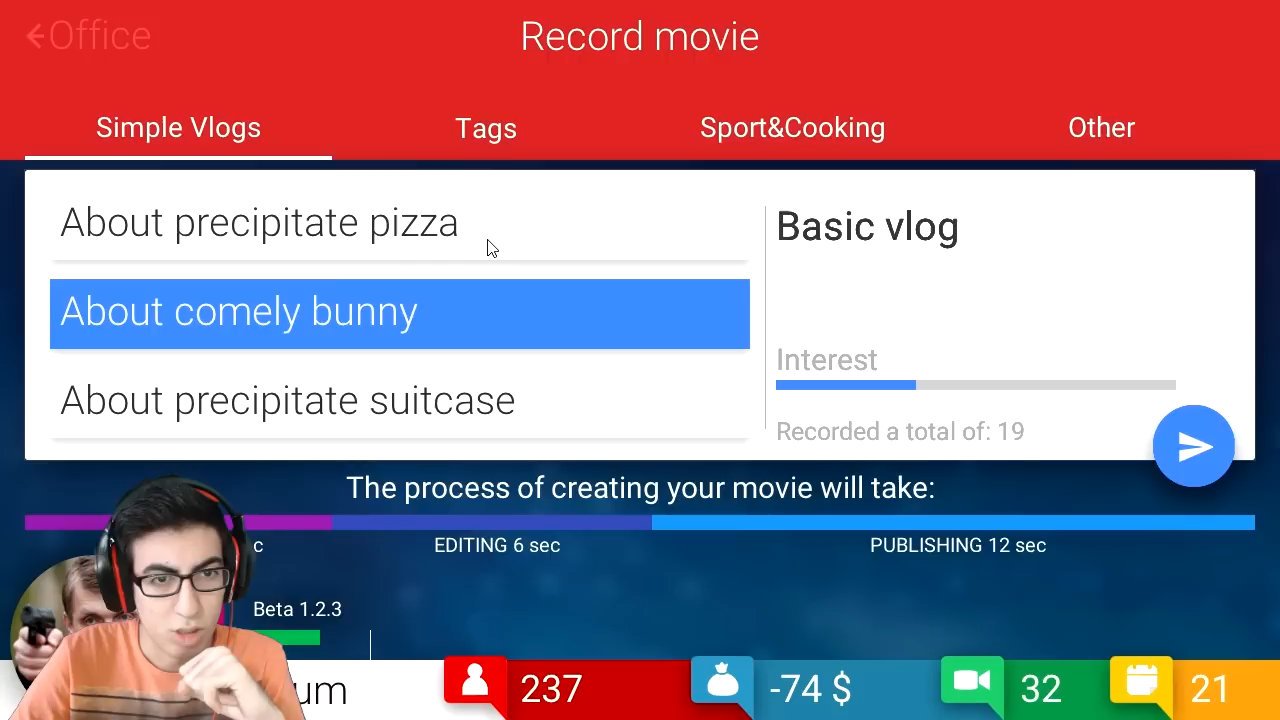 Office
Record movie
Simple Vlogs
Tags
Sport&Cooking
Other
About precipitate pizza
About comely bunny
About precipitate suitcase
Basic vlog
Interest
Recorded a total of: 19
The process of creating your movie will take:
c
EDITING 6 sec
PUBLISHING 12 sec
Beta 1.2.3
um
237
-74 $
32
21